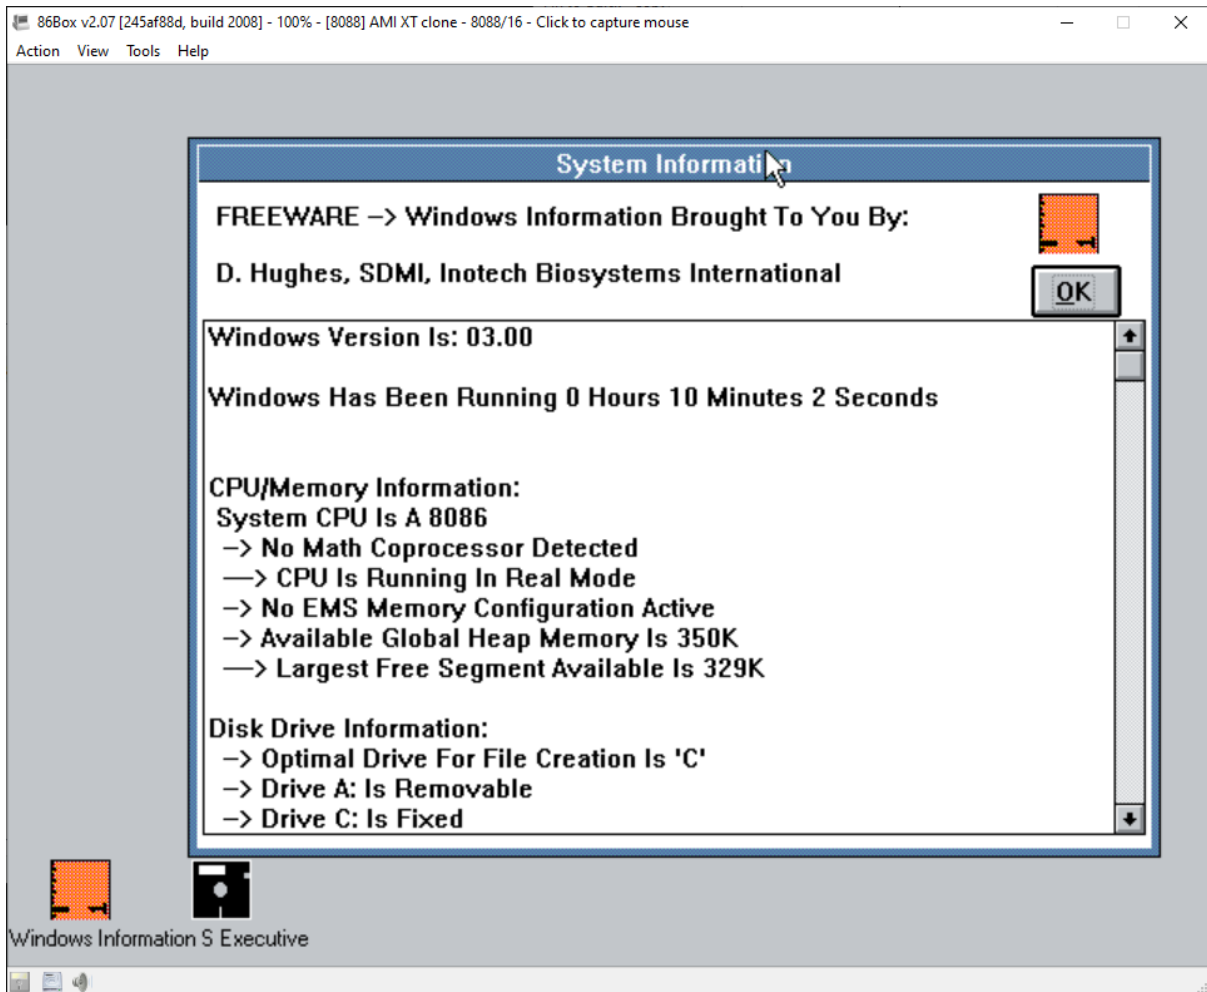 86Box v2.07 [245af88d, build 2008] - 100% - [8088] AMI XT clone - 8088/16 - Click to capture mouse
Action View Tools Help
System Information
FREEWARE -> Windows Information Brought To You By:
D. Hughes, SDMI, Inotech Biosystems International
OK
Windows Version Is: 03.00
Windows Has Been Running 0 Hours 10 Minutes 2 Seconds
CPU/Memory Information:
System CPU Is A 8086
-> No Math Coprocessor Detected
--> CPU Is Running In Real Mode
-> No EMS Memory Configuration Active
-> Available Global Heap Memory Is 350K
--> Largest Free Segment Available Is 329K
Disk Drive Information:
-> Optimal Drive For File Creation Is 'C'
-> Drive A: Is Removable
-> Drive C: Is Fixed
Windows Information S Executive